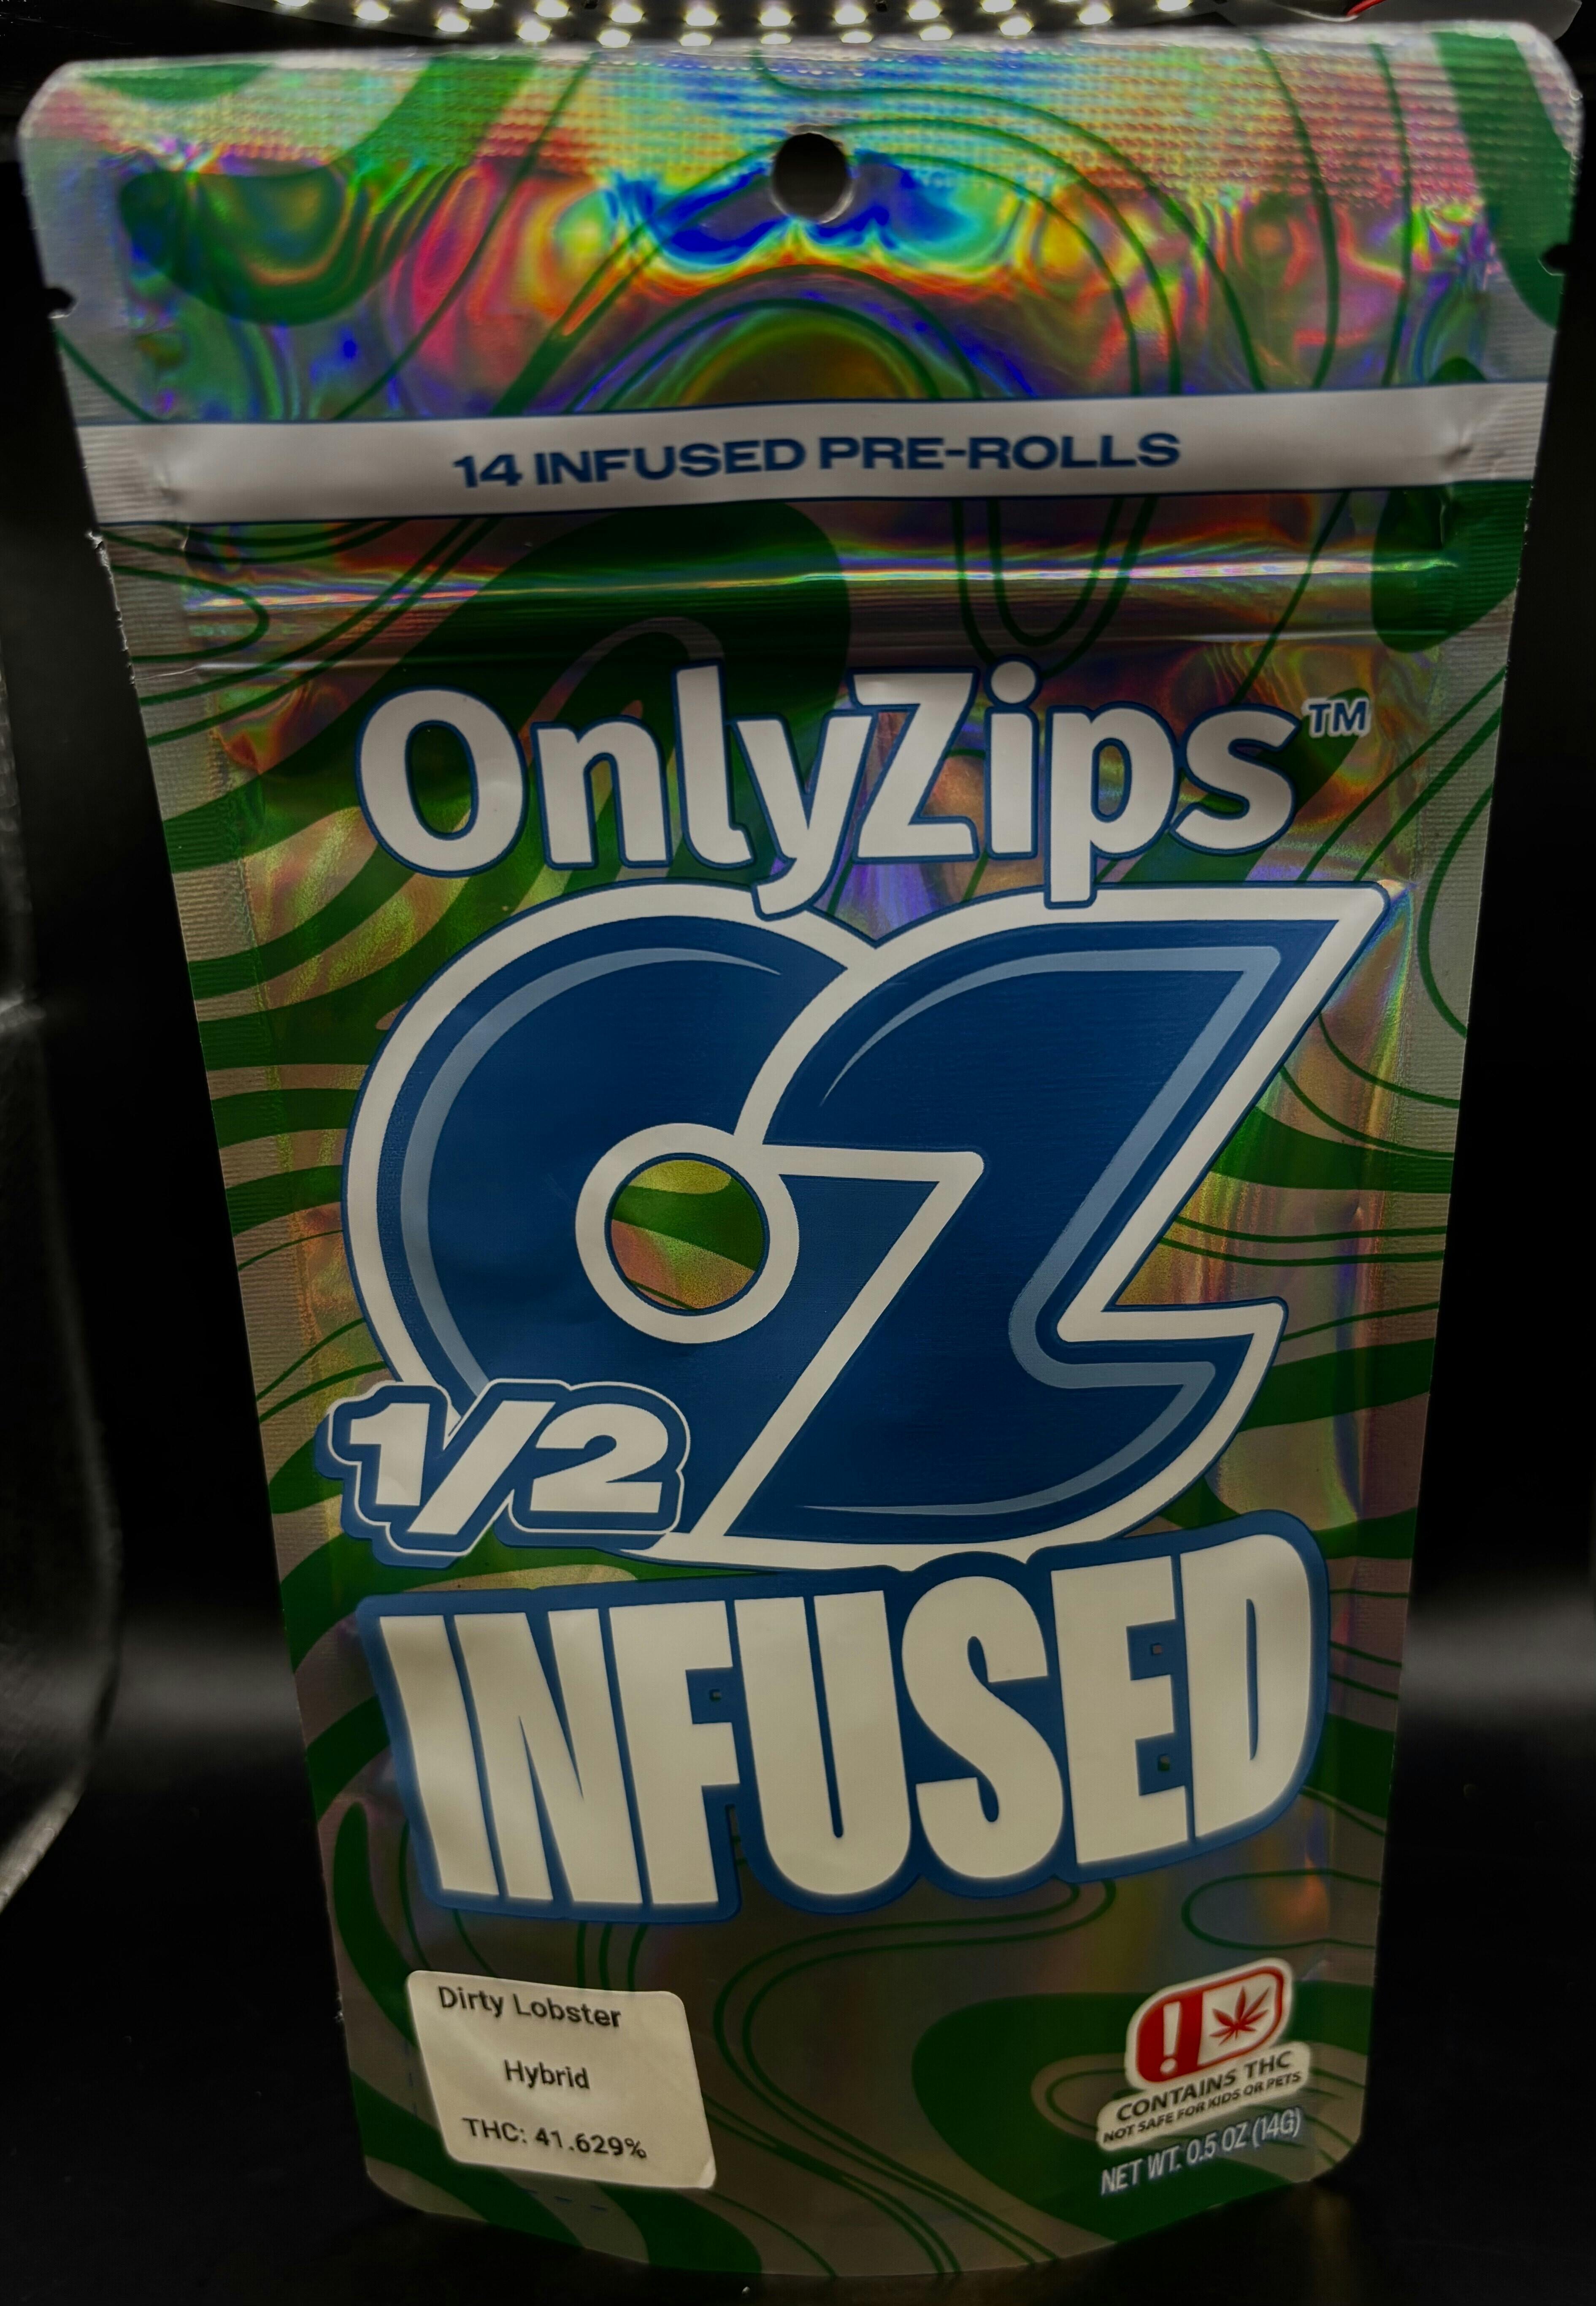 14 INFUSED PRE-ROLLS
OnlyZips™
OZ
1/2
INFUSED
Dirty Lobster
Hybrid
THC: 41.629%
!
CONTAINS THC
NOT SAFE FOR KIDS OR PETS
NET WT. 0.5 OZ (14G)